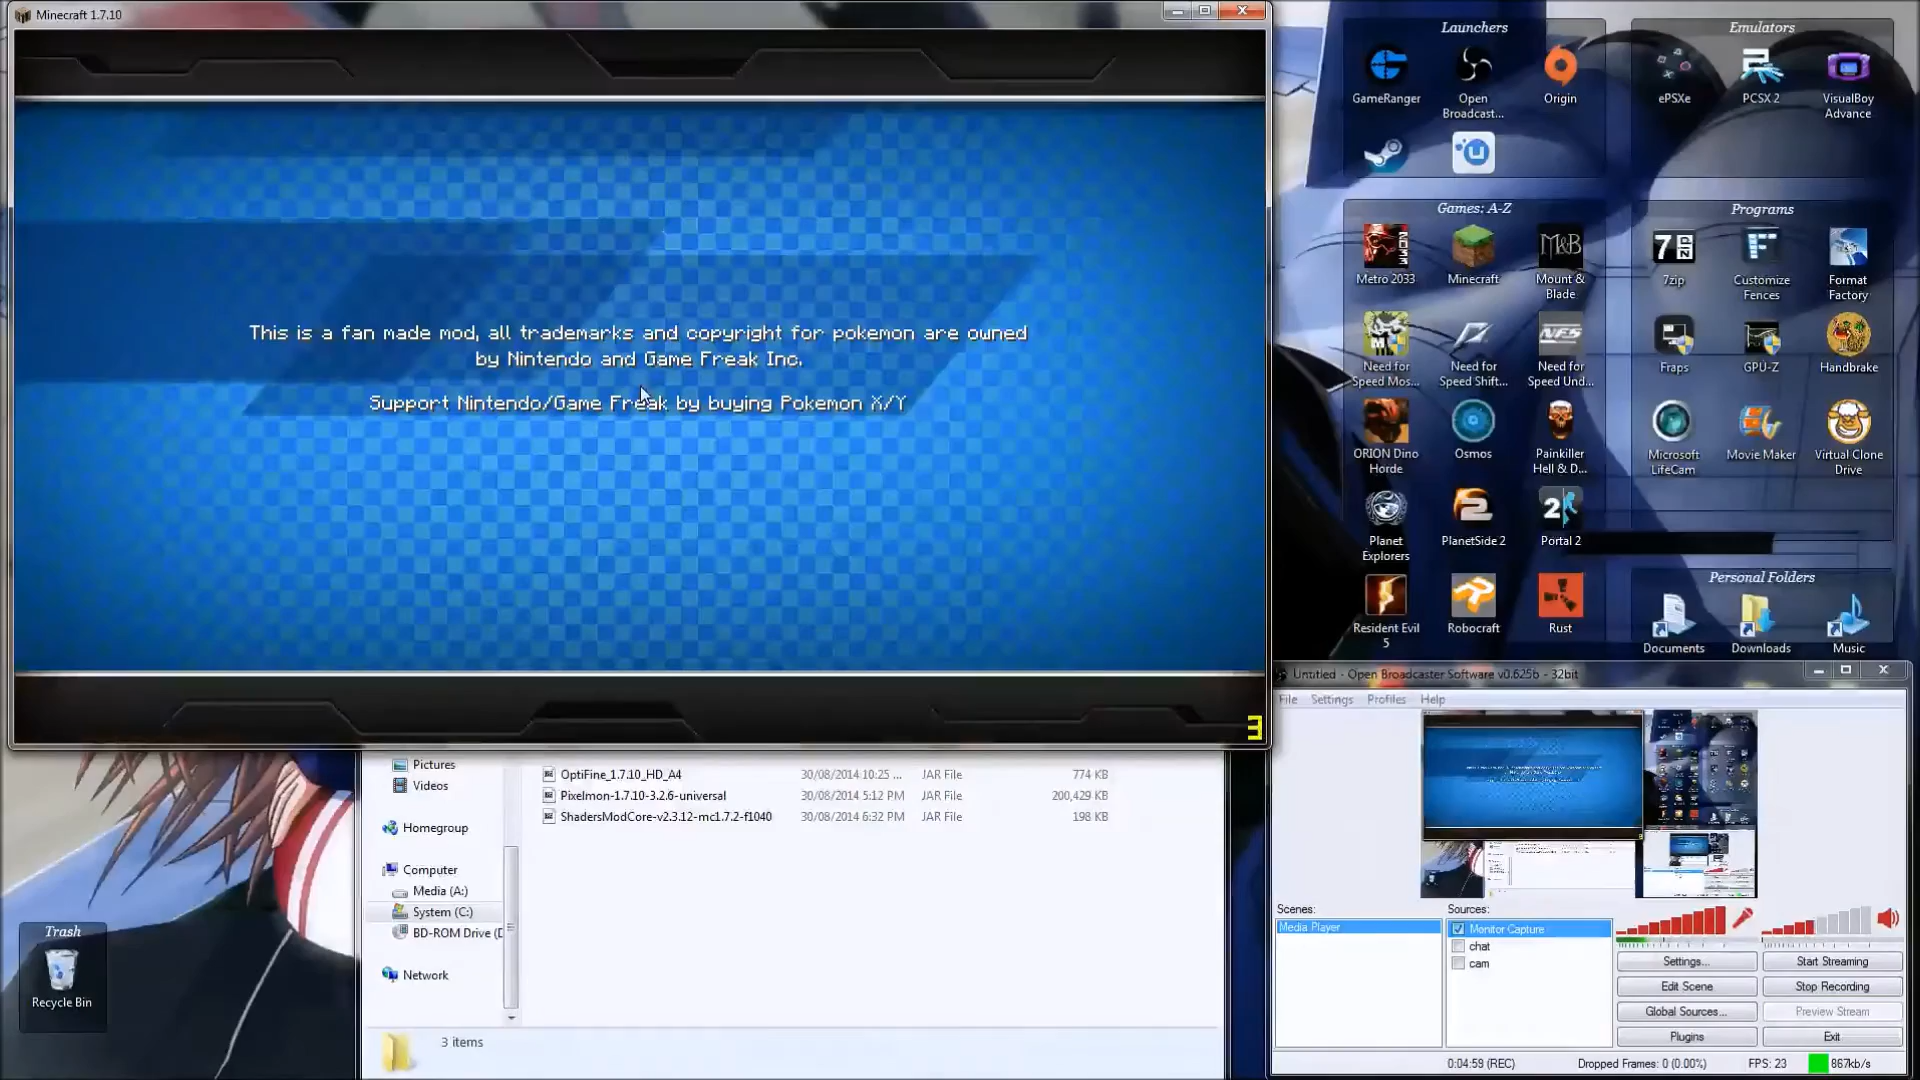 Minecraft 1.7.10
This is a fan made mod, all trademarks and copyright for pokemon are owned
by Nintendo and Game Freak Inc.
Support Nintendo/Game Freak by buying Pokemon X/Y
3
Launchers
GameRanger
Open Broadcast...
Origin
Emulators
ePSXe
PCSX 2
VisualBoy Advance
Games: A-Z
Metro 2033
Minecraft
Mount & Blade
Need for Speed Mos...
Need for Speed Shift...
Need for Speed Und...
ORION Dino Horde
Osmos
Painkiller Hell & D...
Planet Explorers
PlanetSide 2
Portal 2
Resident Evil 5
Robocraft
Rust
Programs
7zip
Customize Fences
Format Factory
Fraps
GPU-Z
Handbrake
Microsoft LifeCam
Movie Maker
Virtual Clone Drive
Personal Folders
Documents
Downloads
Music
Pictures
Videos
Homegroup
Computer
Media (A:)
System (C:)
BD-ROM Drive (D
Network
OptiFine_1.7.10_HD_A4 30/08/2014 10:25 ... JAR File 774 KB
Pixelmon-1.7.10-3.2.6-universal 30/08/2014 5:12 PM JAR File 200,429 KB
ShadersModCore-v2.3.12-mc1.7.2-f1040 30/08/2014 6:32 PM JAR File 198 KB
3 items
Trash
Recycle Bin
Untitled - Open Broadcaster Software v0.625b - 32bit
File Settings Profiles Help
Scenes:
Media Player
Sources:
Monitor Capture
chat
cam
Settings...
Start Streaming
Edit Scene
Stop Recording
Global Sources...
Preview Stream
Plugins
Exit
0:04:59 (REC) Dropped Frames: 0 (0.00%) FPS: 23 867kb/s